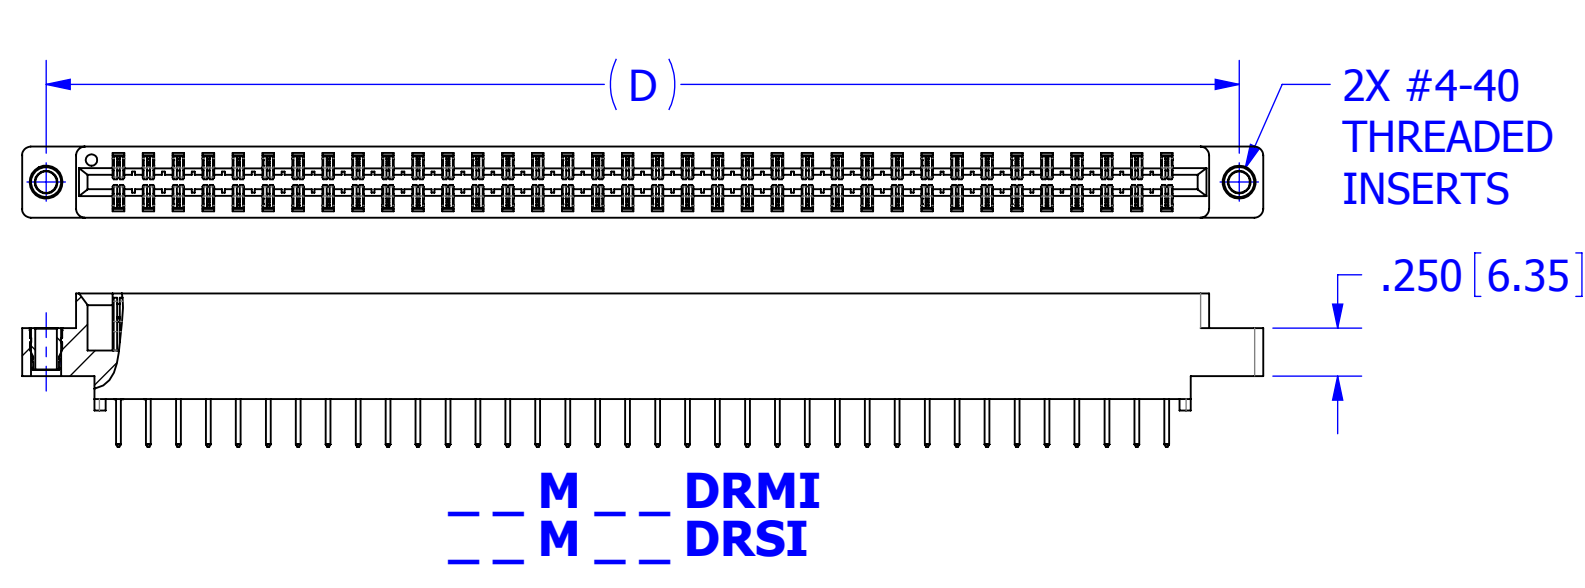 (D)
2X #4-40
THREADED
INSERTS
.250 [6.35]
_ _ M _ _ DRMI
_ _ M _ _ DRSI